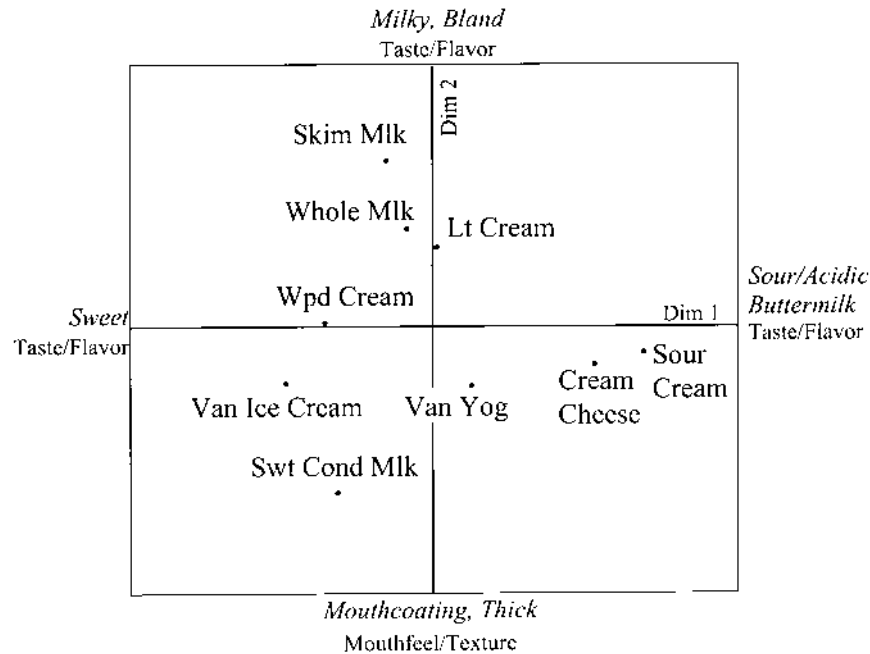 Milky, Bland
Taste/Flavor
Dim 2
Skim Mlk
Whole Mlk
Lt Cream
Wpd Cream
Sweet
Taste/Flavor
Dim 1
Sour/Acidic
Buttermilk
Taste/Flavor
Van Ice Cream
Van Yog
Cream
Cheese
Sour
Cream
Swt Cond Mlk
Mouthcoating, Thick
Mouthfeel/Texture